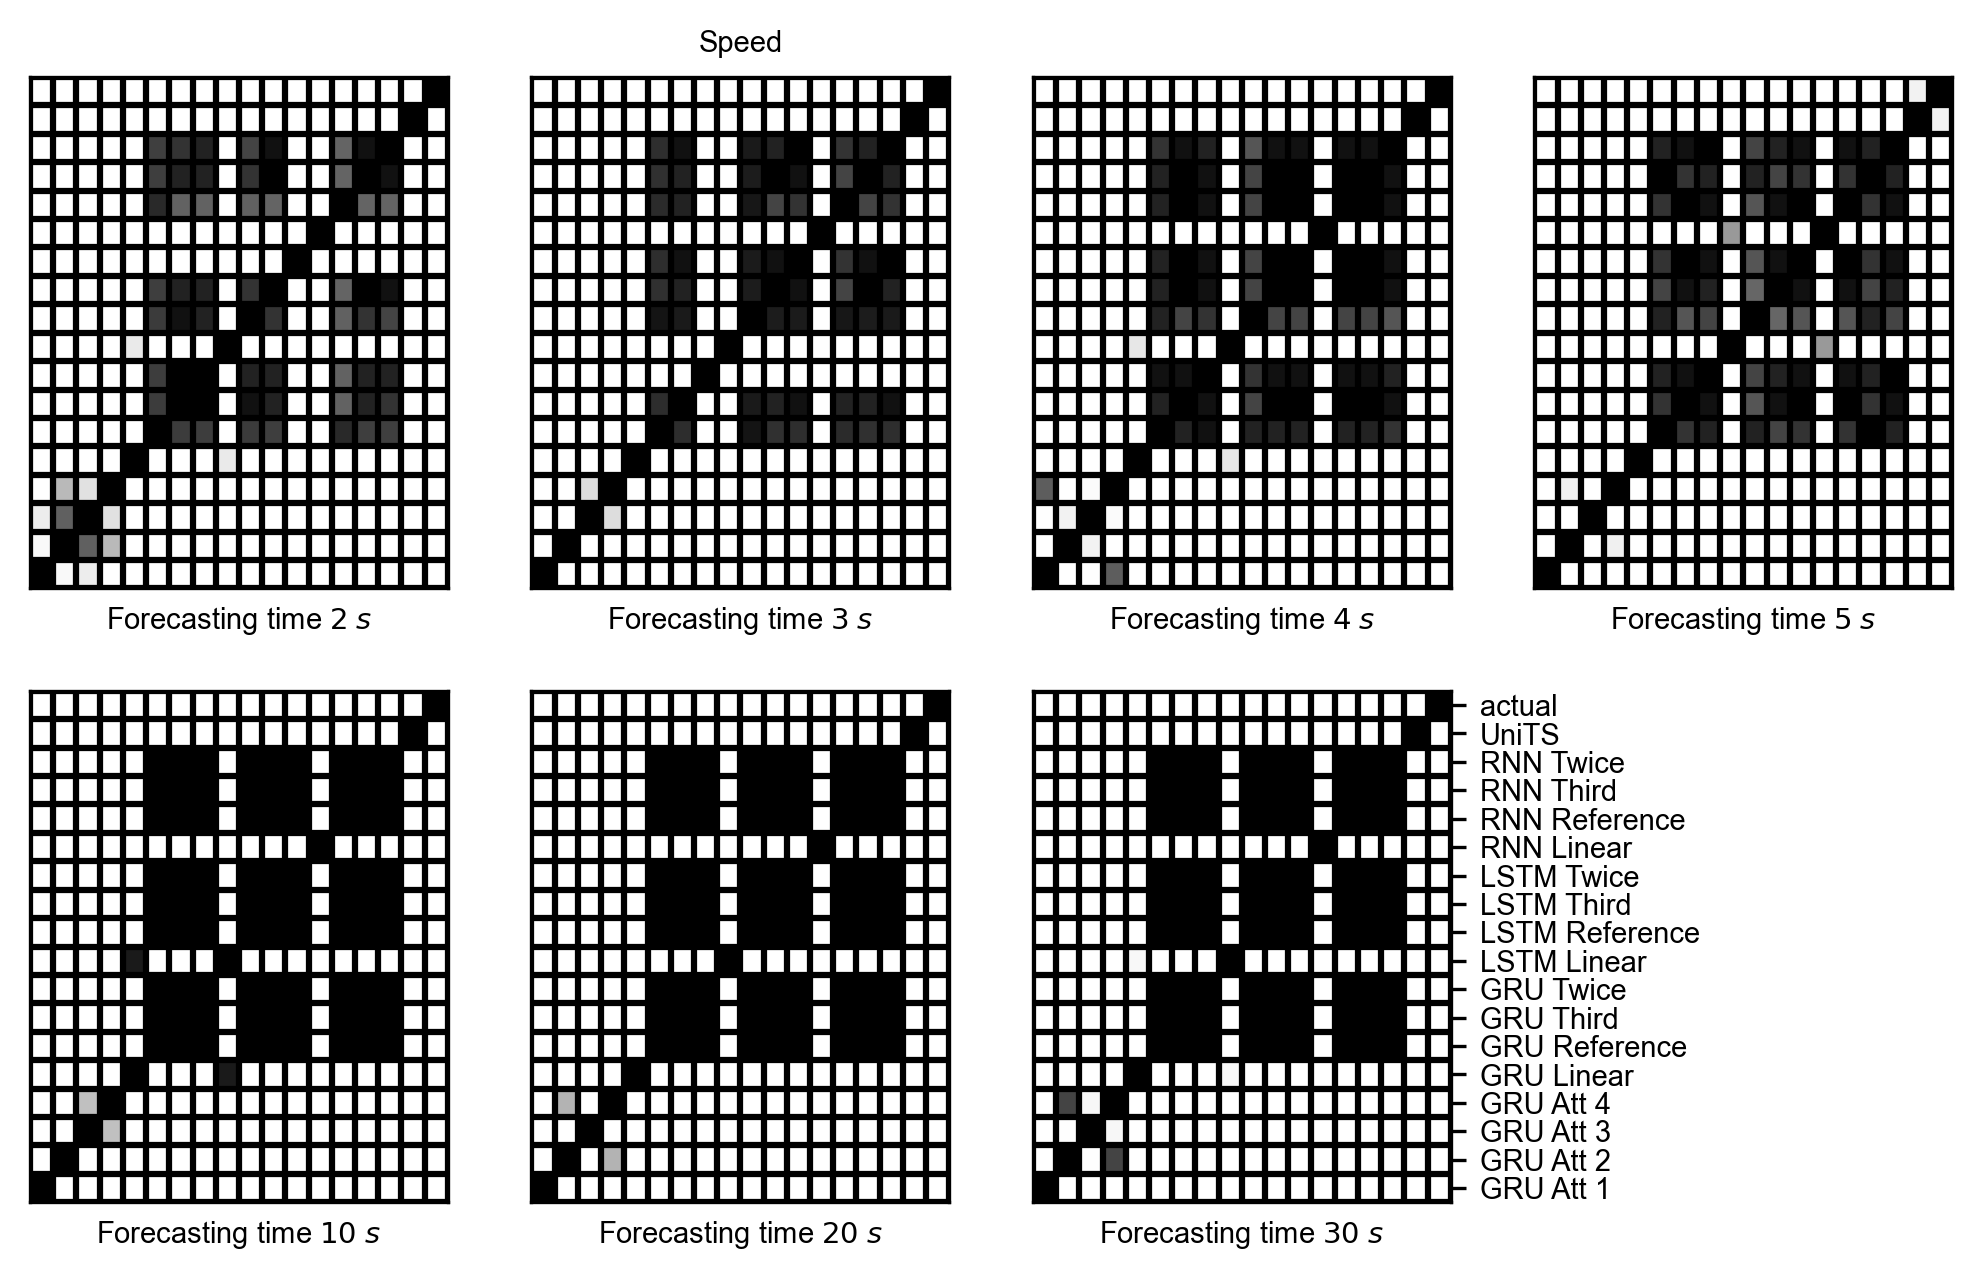 Speed
Forecasting time 2 s
Forecasting time 3 s
Forecasting time 4 s
Forecasting time 5 s
actual
UniTS
RNN Twice
RNN Third
RNN Reference
RNN Linear
LSTM Twice
LSTM Third
LSTM Reference
LSTM Linear
GRU Twice
GRU Third
GRU Reference
GRU Linear
GRU Att 4
GRU Att 3
GRU Att 2
GRU Att 1
Forecasting time 10 s
Forecasting time 20 s
Forecasting time 30 s